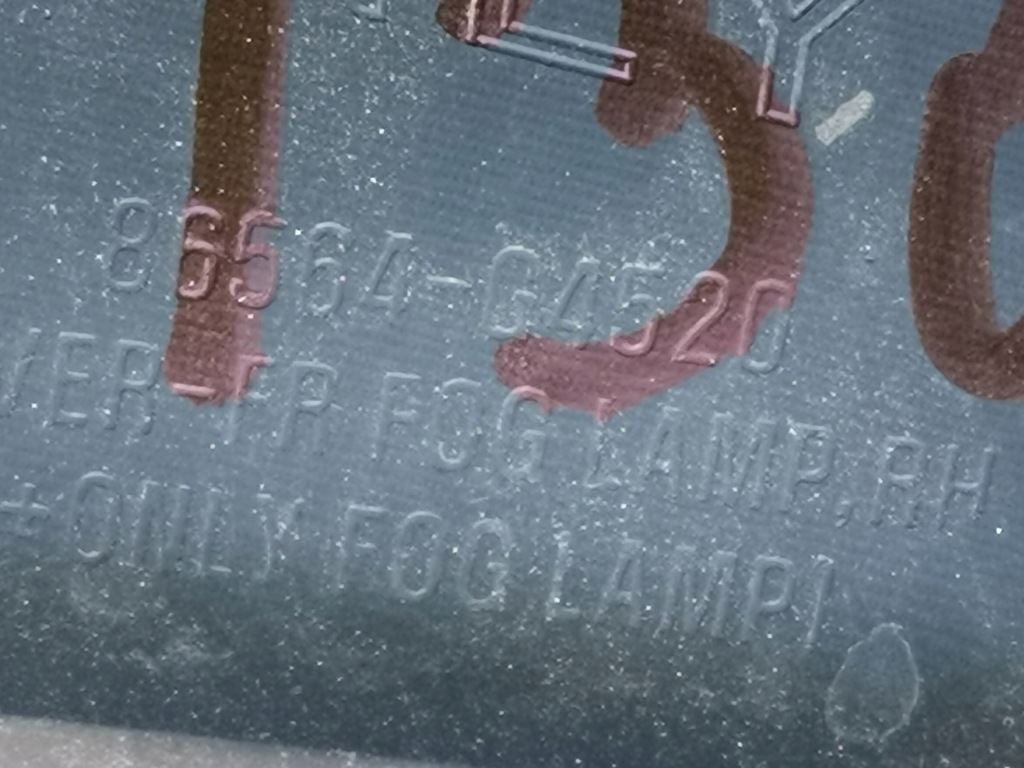 86564-G4520
VER-FR FOG LAMP,RH
+ONLY FOG LAMP)